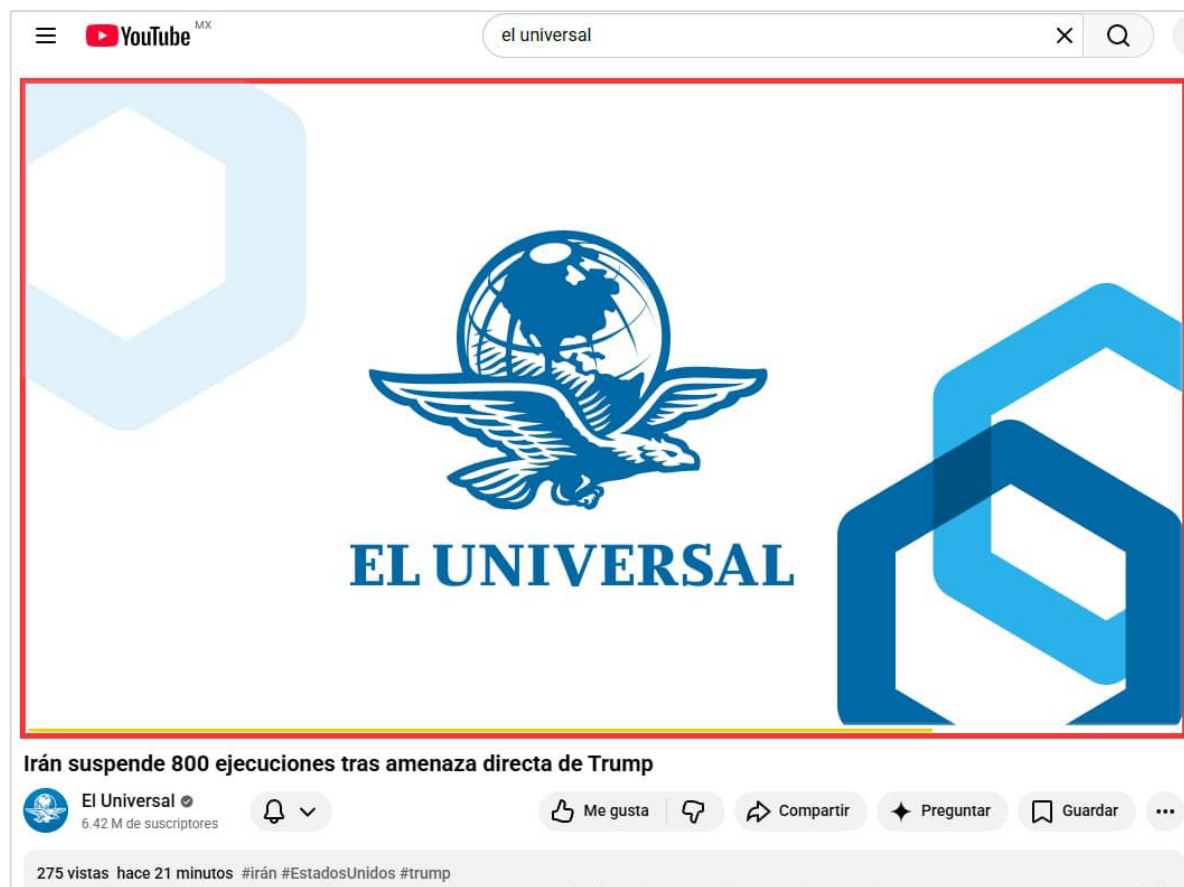 YouTube MX
el universal
EL UNIVERSAL
Irán suspende 800 ejecuciones tras amenaza directa de Trump
El Universal
6.42 M de suscriptores
Me gusta
Compartir
Preguntar
Guardar
275 vistas hace 21 minutos #irán #EstadosUnidos #trump